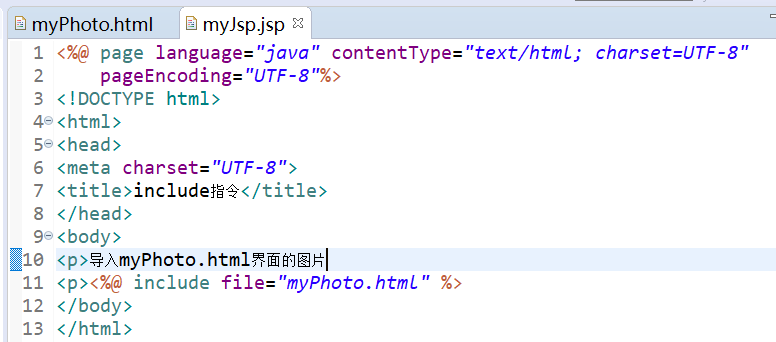 myPhoto.html myJsp.jsp
1 <%@ page language="java" contentType="text/html; charset=UTF-8"
2 pageEncoding="UTF-8"%>
3 <!DOCTYPE html>
4 <html>
5 <head>
6 <meta charset="UTF-8">
7 <title>include指令</title>
8 </head>
9 <body>
10 <p>导入myPhoto.html界面的图片
11 <p><%@ include file="myPhoto.html" %>
12 </body>
13 </html>